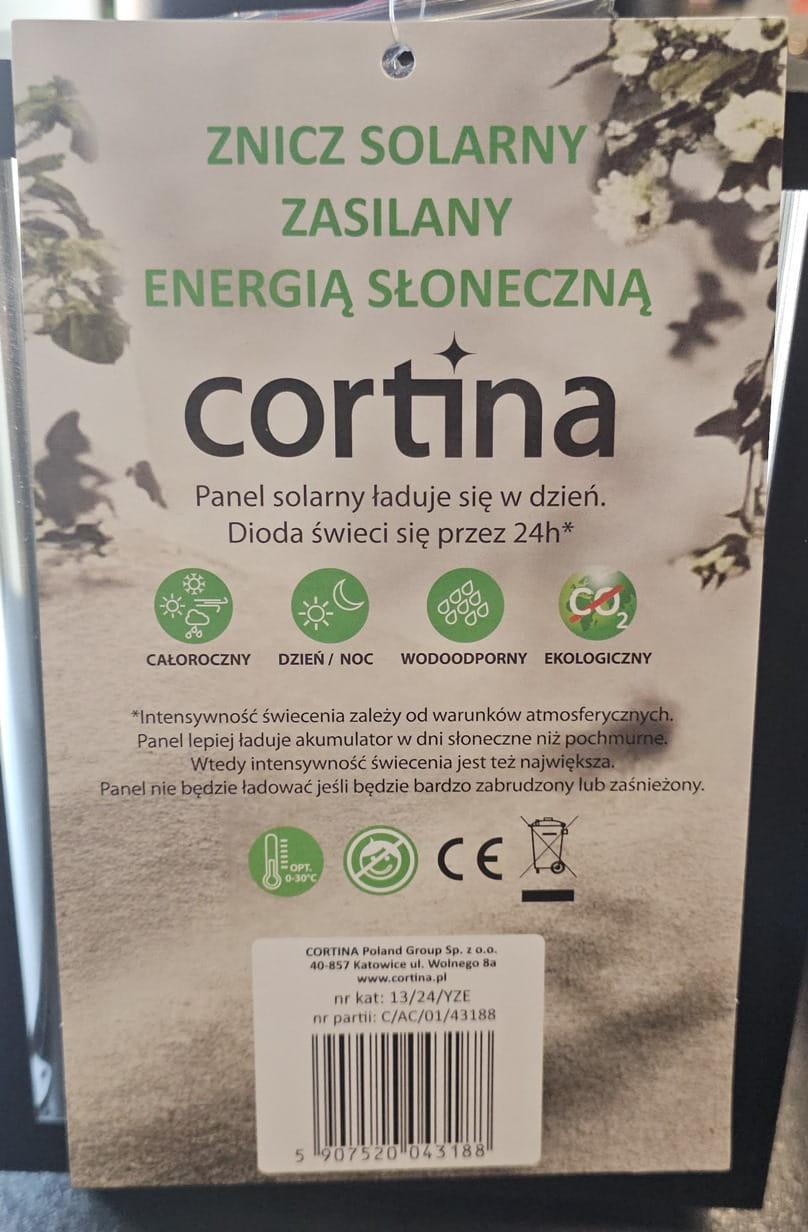 ZNICZ SOLARNY
ZASILANY
ENERGIĄ SŁONECZNĄ
cortina
Panel solarny ładuje się w dzień.
Dioda świeci się przez 24h*
CO2
CAŁOROCZNY DZIEŃ / NOC WODOODPORNY EKOLOGICZNY
*Intensywność świecenia zależy od warunków atmosferycznych.
Panel lepiej ładuje akumulator w dni słoneczne niż pochmurne.
Wtedy intensywność świecenia jest też największa.
Panel nie będzie ładować jeśli będzie bardzo zabrudzony lub zaśnieżony.
OPT.
0-30°C
CE
CORTINA Poland Group Sp. z o.o.
40-857 Katowice ul. Wolnego 8a
www.cortina.pl
nr kat: 13/24/YZE
nr partii: C/AC/01/43188
5 907520 043188